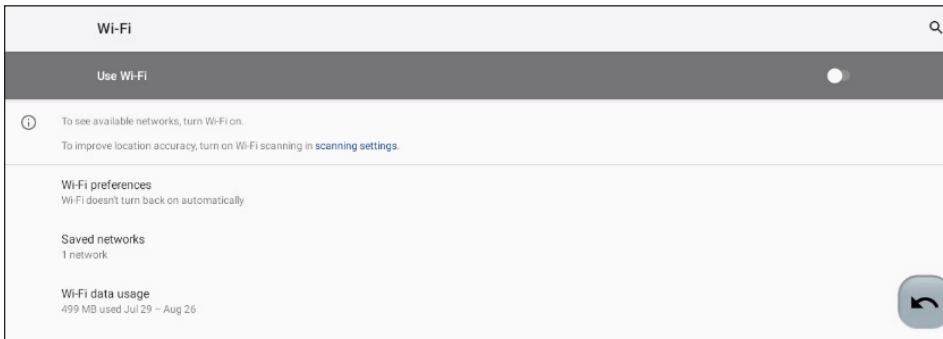 Wi-Fi
Use Wi-Fi
To see available networks, turn Wi-Fi on.
To improve location accuracy, turn on Wi-Fi scanning in scanning settings.
Wi-Fi preferences
Wi-Fi doesn't turn back on automatically
Saved networks
1 network
Wi-Fi data usage
499 MB used Jul 29 – Aug 26